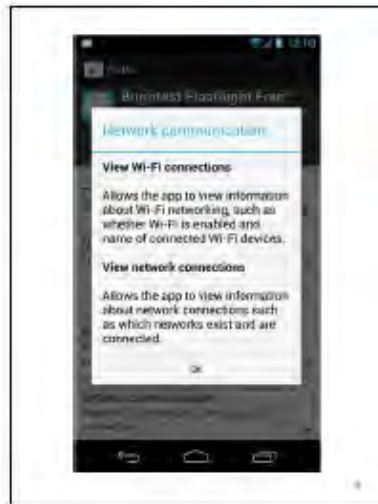 12:10
Brightest Flashlight Free
Network communication
View Wi-Fi connections
Allows the app to view information
about Wi-Fi networking, such as
whether Wi-Fi is enabled and
name of connected Wi-Fi devices.
View network connections
Allows the app to view information
about network connections such
as which networks exist and are
connected.
OK